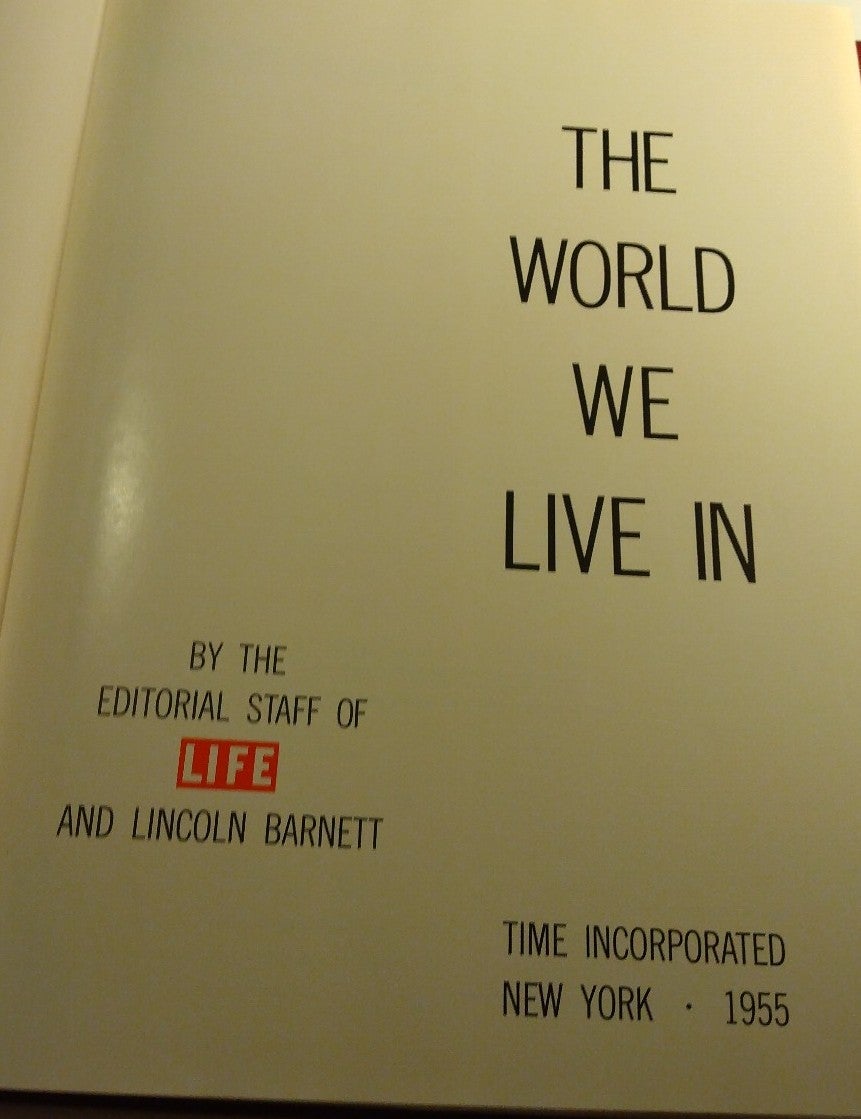 THE
WORLD
WE
LIVE IN
BY THE
EDITORIAL STAFF OF
LIFE
AND LINCOLN BARNETT
TIME INCORPORATED
NEW YORK · 1955